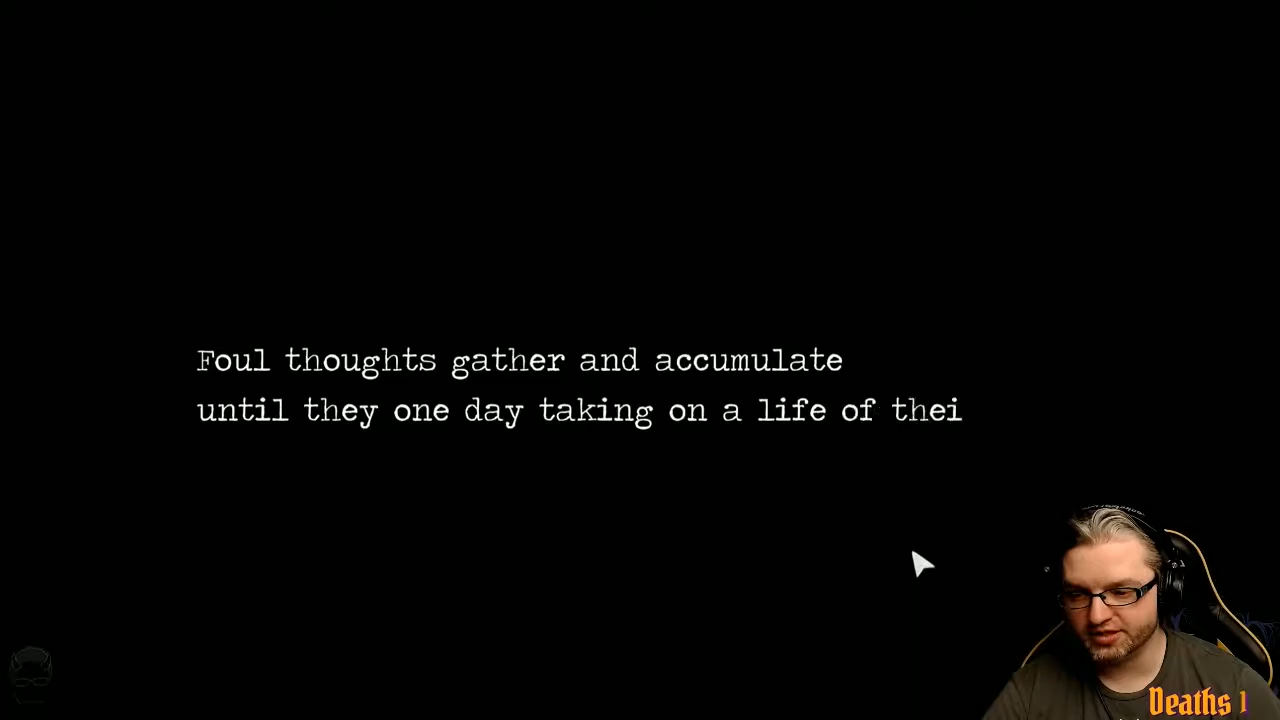 Foul thoughts gather and accumulate
until they one day taking on a life of thei
Deaths 1